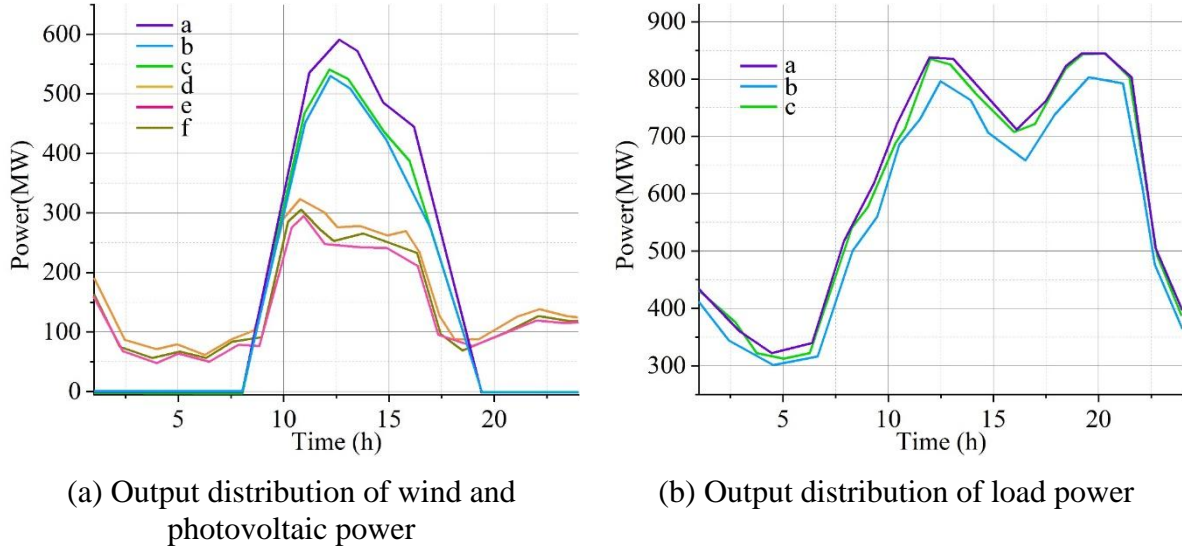 600
500
400
300
200
100
0
Power(MW)
a
b
c
d
e
f
5
10
15
20
Time (h)
(a) Output distribution of wind and
photovoltaic power
900
800
700
600
500
400
300
Power(MW)
a
b
c
5
10
15
20
Time (h)
(b) Output distribution of load power